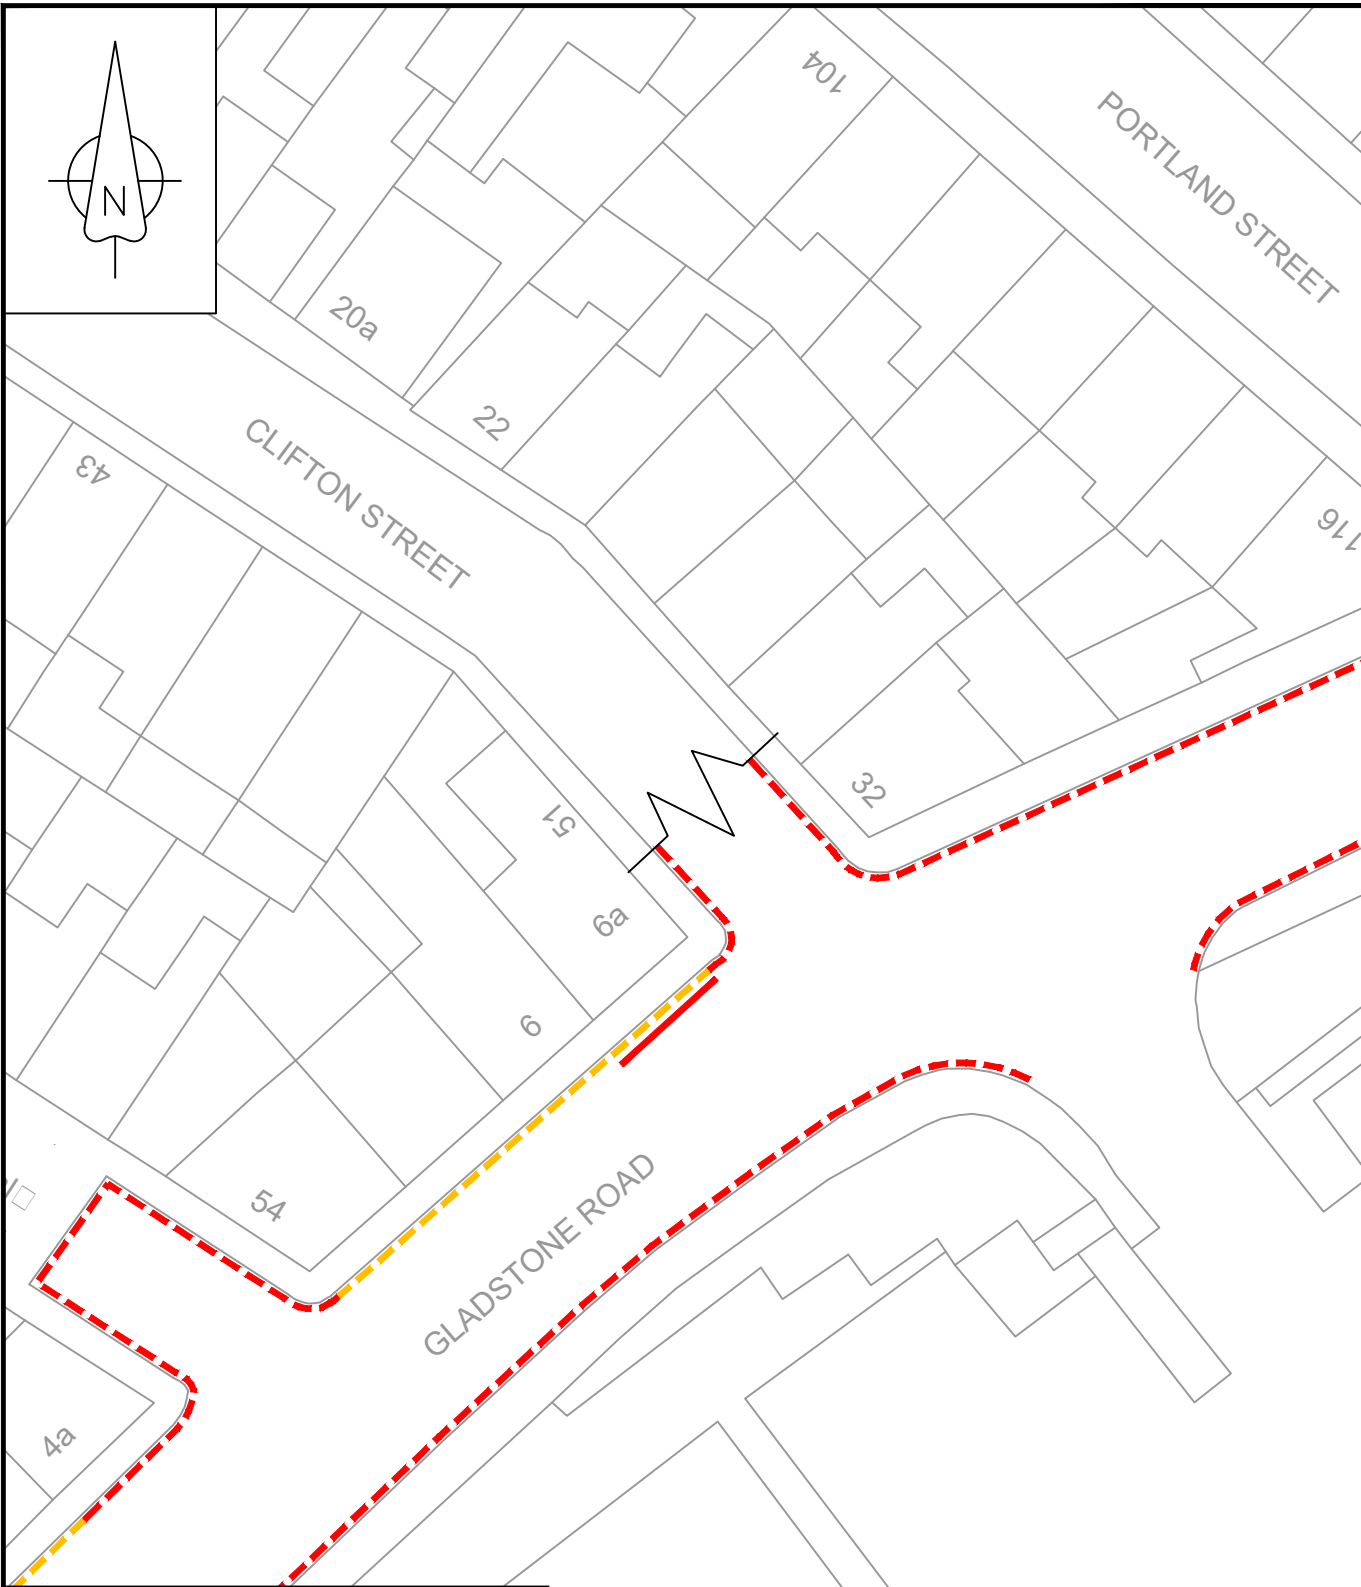 104
PORTLAND STREET
N
20a
22
CLIFTON STREET
43
116
32
51
6a
6
54
GLADSTONE ROAD
4a